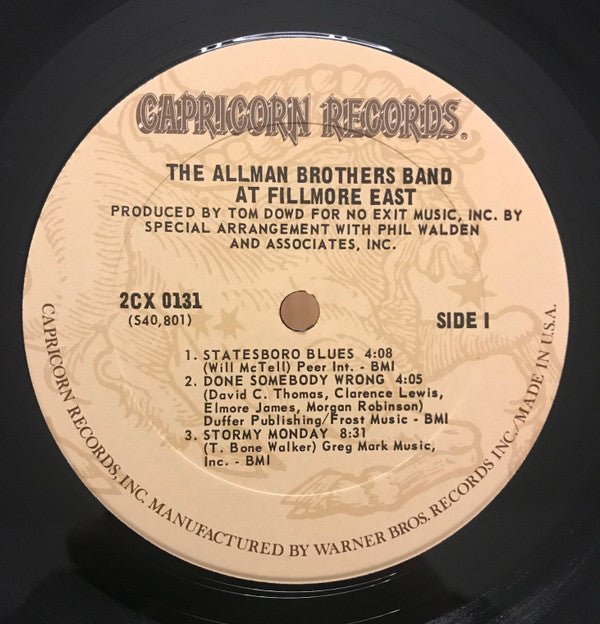 CAPRICORN RECORDS®
THE ALLMAN BROTHERS BAND
AT FILLMORE EAST
PRODUCED BY TOM DOWD FOR NO EXIT MUSIC, INC. BY
SPECIAL ARRANGEMENT WITH PHIL WALDEN
AND ASSOCIATES, INC.
2CX 0131
(S40,801)
SIDE I
1. STATESBORO BLUES 4:08
(Will McTell) Peer Int. - BMI
2. DONE SOMEBODY WRONG 4:05
(David C. Thomas, Clarence Lewis,
Elmore James, Morgan Robinson)
Duffer Publishing/Frost Music - BMI
3. STORMY MONDAY 8:31
(T. Bone Walker) Greg Mark Music,
Inc. - BMI
CAPRICORN RECORDS, INC. MANUFACTURED BY WARNER BROS. RECORDS INC./MADE IN U.S.A.